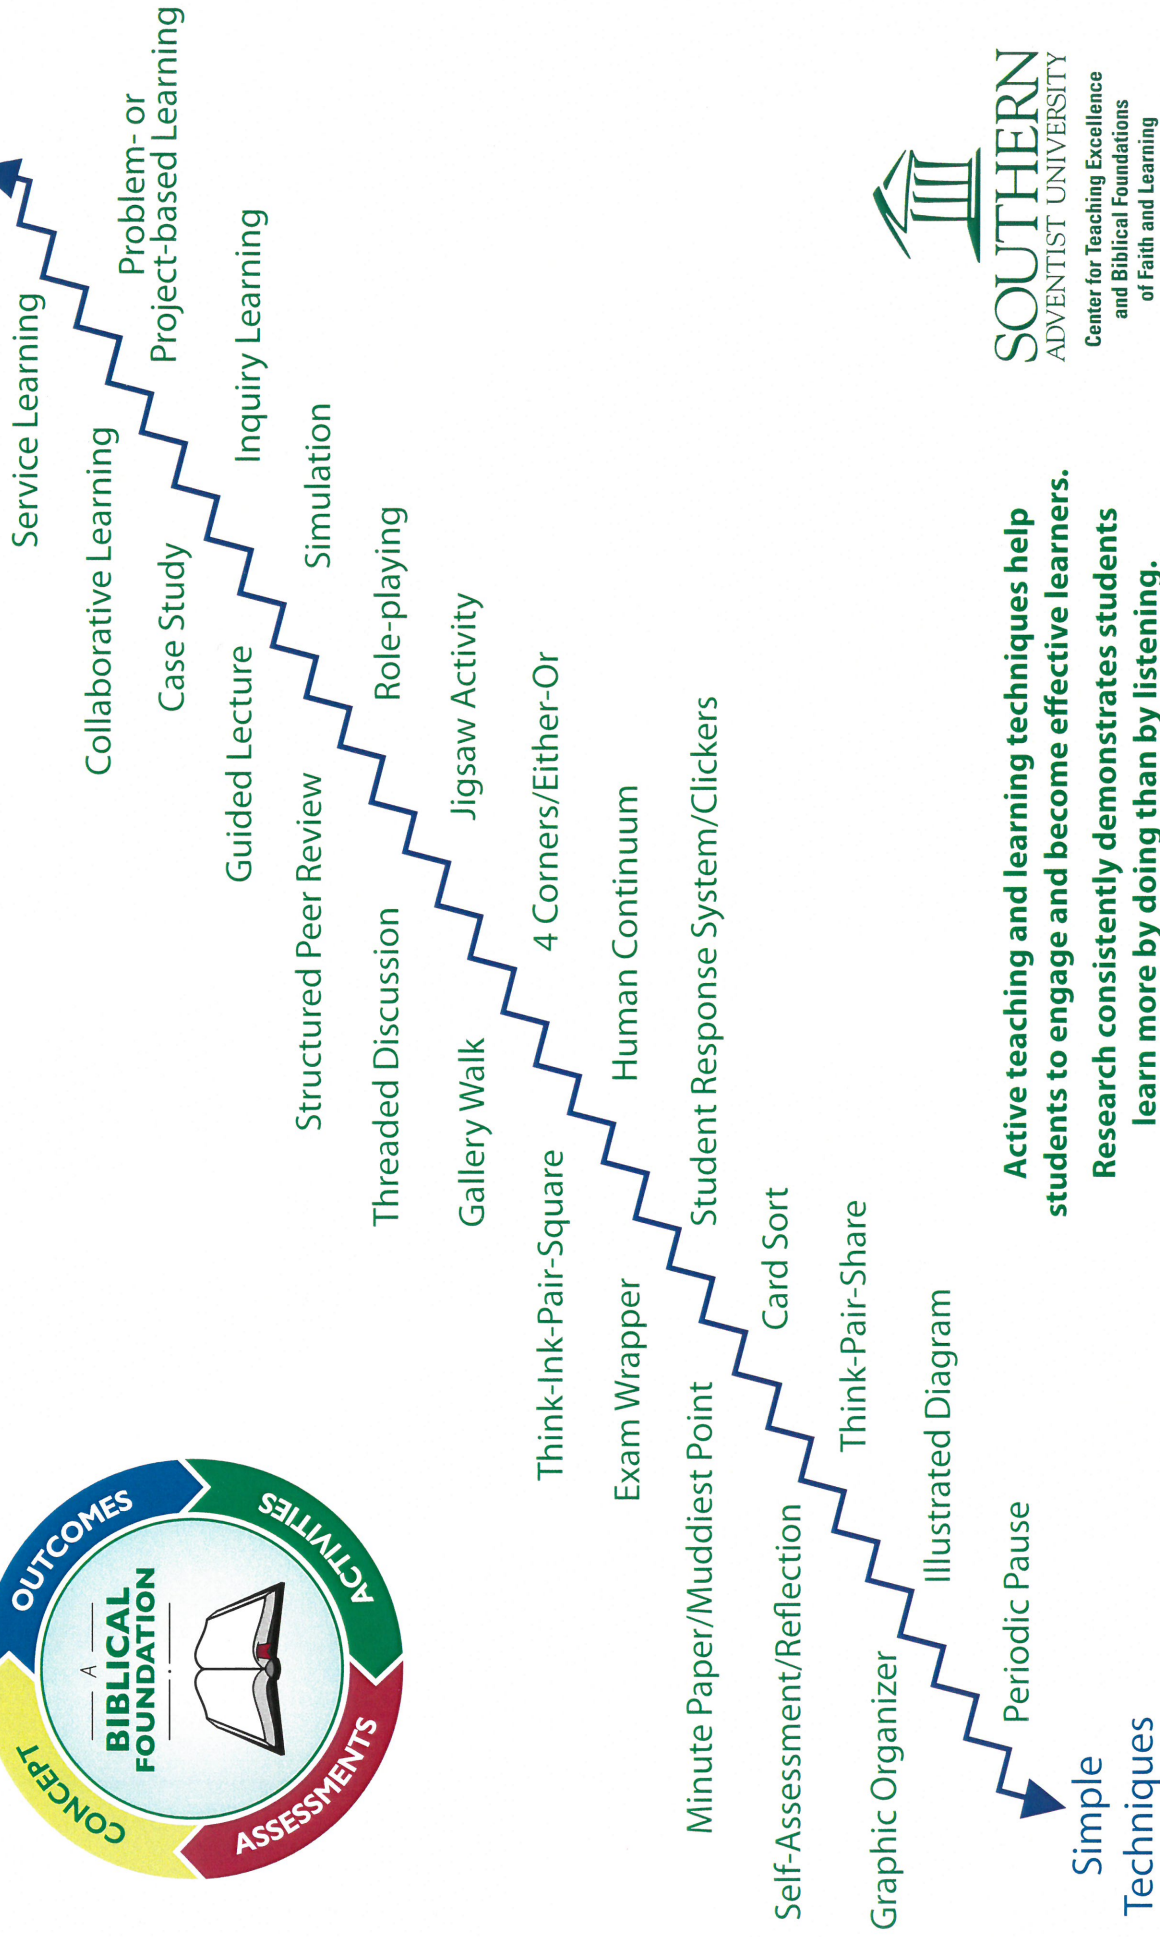 OUTCOMES
ACTIVITIES
ASSESSMENTS
CONCEPT
A
BIBLICAL
FOUNDATION
Service Learning
Problem- or
Project-based Learning
Collaborative Learning
Inquiry Learning
Case Study
Simulation
Guided Lecture
Role-playing
Structured Peer Review
Jigsaw Activity
Threaded Discussion
4 Corners/Either-Or
Gallery Walk
Human Continuum
Think-Ink-Pair-Square
Student Response System/Clickers
Exam Wrapper
Card Sort
Minute Paper/Muddiest Point
Think-Pair-Share
Self-Assessment/Reflection
Illustrated Diagram
Graphic Organizer
Periodic Pause
Simple
Techniques
Active teaching and learning techniques help
students to engage and become effective learners.
Research consistently demonstrates student
learn more by doing than by listening.
SOUTHERN
ADVENTIST UNIVERSITY
Center for Teaching Excellence
and Biblical Foundations
of Faith and Learning